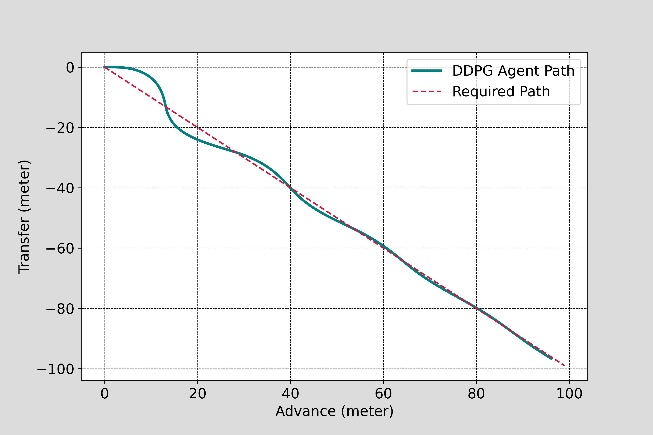 DDPG Agent Path
Required Path
0
−20
−40
−60
−80
−100
Transfer (meter)
0 20 40 60 80 100
Advance (meter)